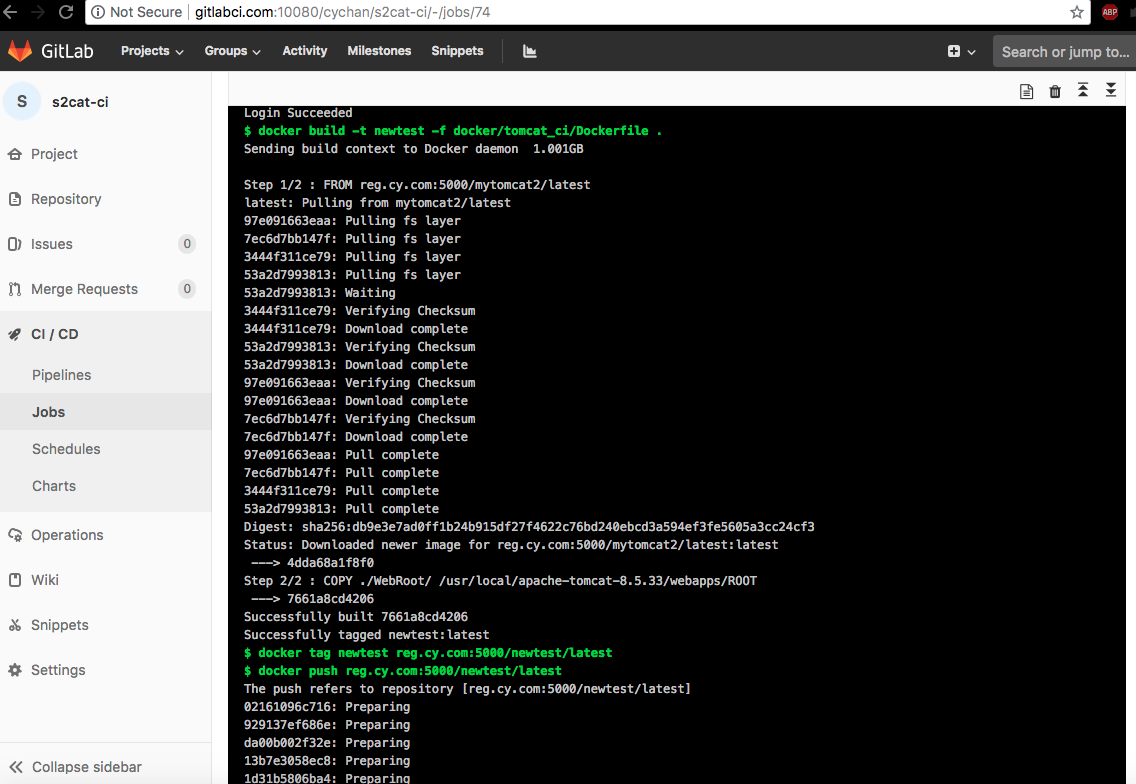 Not Secure gitlabci.com:10080/cychan/s2cat-ci/-/jobs/74 ABP
GitLab Projects Groups Activity Milestones Snippets Search or jump to...
S s2cat-ci
Project
Repository
Issues 0
Merge Requests 0
CI / CD
Pipelines
Jobs
Schedules
Charts
Operations
Wiki
Snippets
Settings
Collapse sidebar
Login Succeeded
$ docker build -t newtest -f docker/tomcat_ci/Dockerfile .
Sending build context to Docker daemon  1.001GB
Step 1/2 : FROM reg.cy.com:5000/mytomcat2/latest
latest: Pulling from mytomcat2/latest
97e091663eaa: Pulling fs layer
7ec6d7bb147f: Pulling fs layer
3444f311ce79: Pulling fs layer
53a2d7993813: Pulling fs layer
53a2d7993813: Waiting
3444f311ce79: Verifying Checksum
3444f311ce79: Download complete
53a2d7993813: Verifying Checksum
53a2d7993813: Download complete
97e091663eaa: Verifying Checksum
97e091663eaa: Download complete
7ec6d7bb147f: Verifying Checksum
7ec6d7bb147f: Download complete
97e091663eaa: Pull complete
7ec6d7bb147f: Pull complete
3444f311ce79: Pull complete
53a2d7993813: Pull complete
Digest: sha256:db9e3e7ad0ff1b24b915df27f4622c76bd240ebcd3a594ef3fe5605a3cc24cf3
Status: Downloaded newer image for reg.cy.com:5000/mytomcat2/latest:latest
---> 4dda68a1f8f0
Step 2/2 : COPY ./WebRoot/ /usr/local/apache-tomcat-8.5.33/webapps/ROOT
---> 7661a8cd4206
Successfully built 7661a8cd4206
Successfully tagged newtest:latest
$ docker tag newtest reg.cy.com:5000/newtest/latest
$ docker push reg.cy.com:5000/newtest/latest
The push refers to repository [reg.cy.com:5000/newtest/latest]
02161096c716: Preparing
929137ef686e: Preparing
da00b002f32e: Preparing
13b7e3058ec8: Preparing
1d31b5806ba4: Preparing